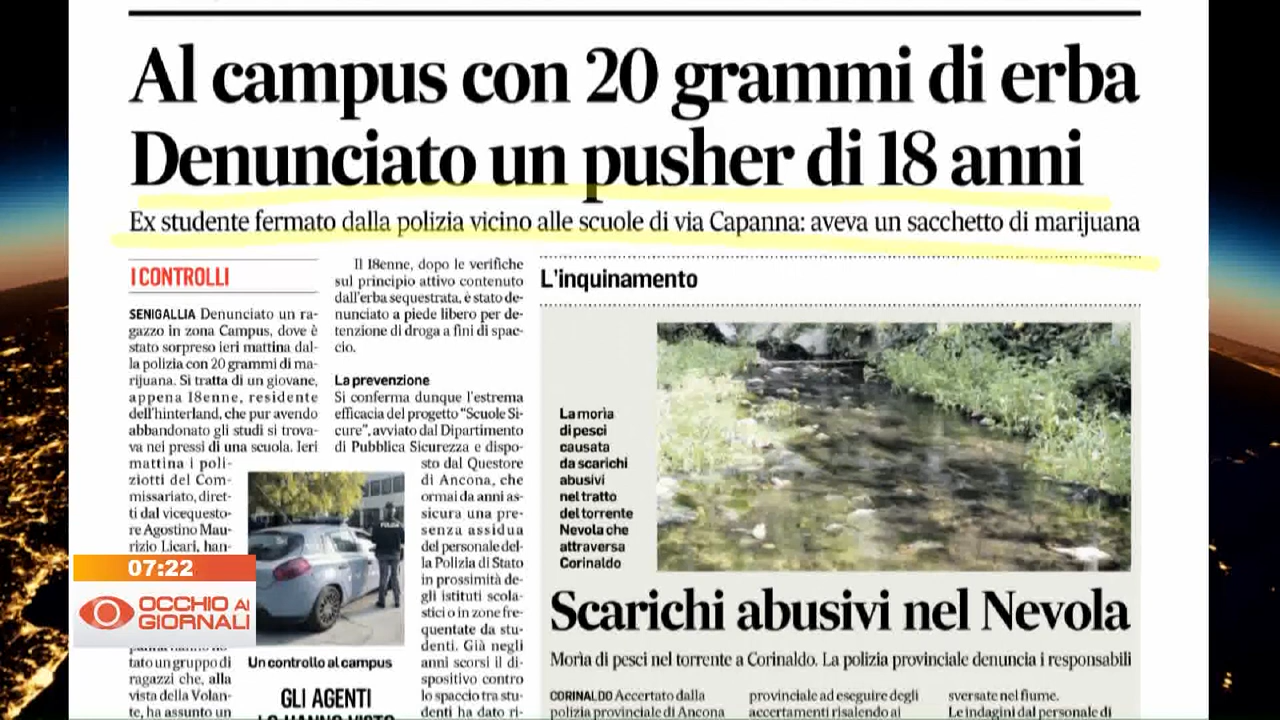 Al campus con 20 grammi di erba
Denunciato un pusher di 18 anni
Ex studente fermato dalla polizia vicino alle scuole di via Capanna: aveva un sacchetto di marijuana
I CONTROLLI
SENIGALLIA Denunciato un ra-
gazzo in zona Campus, dove è
stato sorpreso ieri mattina dal-
la polizia con 20 grammi di ma-
rijuana. Si tratta di un giovane,
appena 18enne, residente
dell'hinterland, che pur avendo
abbandonato gli studi si trova-
va nei pressi di una scuola. Ieri
mattina i poli-
ziotti del Com-
missariato, diret-
ti dal vicequesto-
re Agostino Mau-
rizio Licari, han-
tato un gruppo di
ragazzi che, alla
vista della Volan-
te, ha assunto un
Un controllo al campus
GLI AGENTI
LO HANNO VISTO
Il 18enne, dopo le verifiche
sul principio attivo contenuto
dall'erba sequestrata, è stato de-
nunciato a piede libero per de-
tenzione di droga a fini di spac-
cio.
La prevenzione
Si conferma dunque l'estrema
efficacia del progetto "Scuole Si-
cure", avviato dal Dipartimento
di Pubblica Sicurezza e dispo-
sto dal Questore
di Ancona, che
ormai da anni as-
sicura una pre-
senza assidua
del personale del-
la Polizia di Stato
in prossimità de-
gli istituti scola-
stici o in zone fre-
quentate da stu-
denti. Già negli
anni scorsi il di-
spositivo contro
lo spaccio tra stu-
denti ha dato ri-
L'inquinamento
La moria
di pesci
causata
da scarichi
abusivi
nel tratto
del torrente
Nevola che
attraversa
Corinaldo
Scarichi abusivi nel Nevola
Morìa di pesci nel torrente a Corinaldo. La polizia provinciale denuncia i responsabili
CORINALDO Accertato dalla
polizia provinciale di Ancona
provinciale ad eseguire degli
accertamenti risalendo ai
sversate nel fiume.
Le indagini dal personale di
07:22
OCCHIO AI
GIORNALI